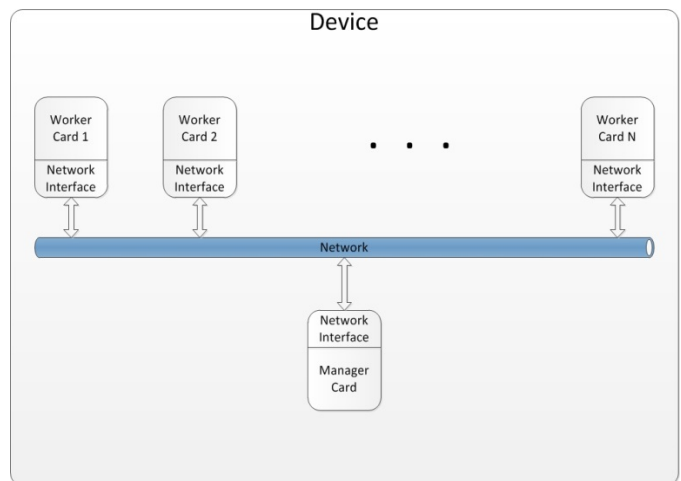 Device
Worker
Card 1
Network
Interface
Worker
Card 2
Network
Interface
. . .
Worker
Card N
Network
Interface
Network
Network
Interface
Manager
Card